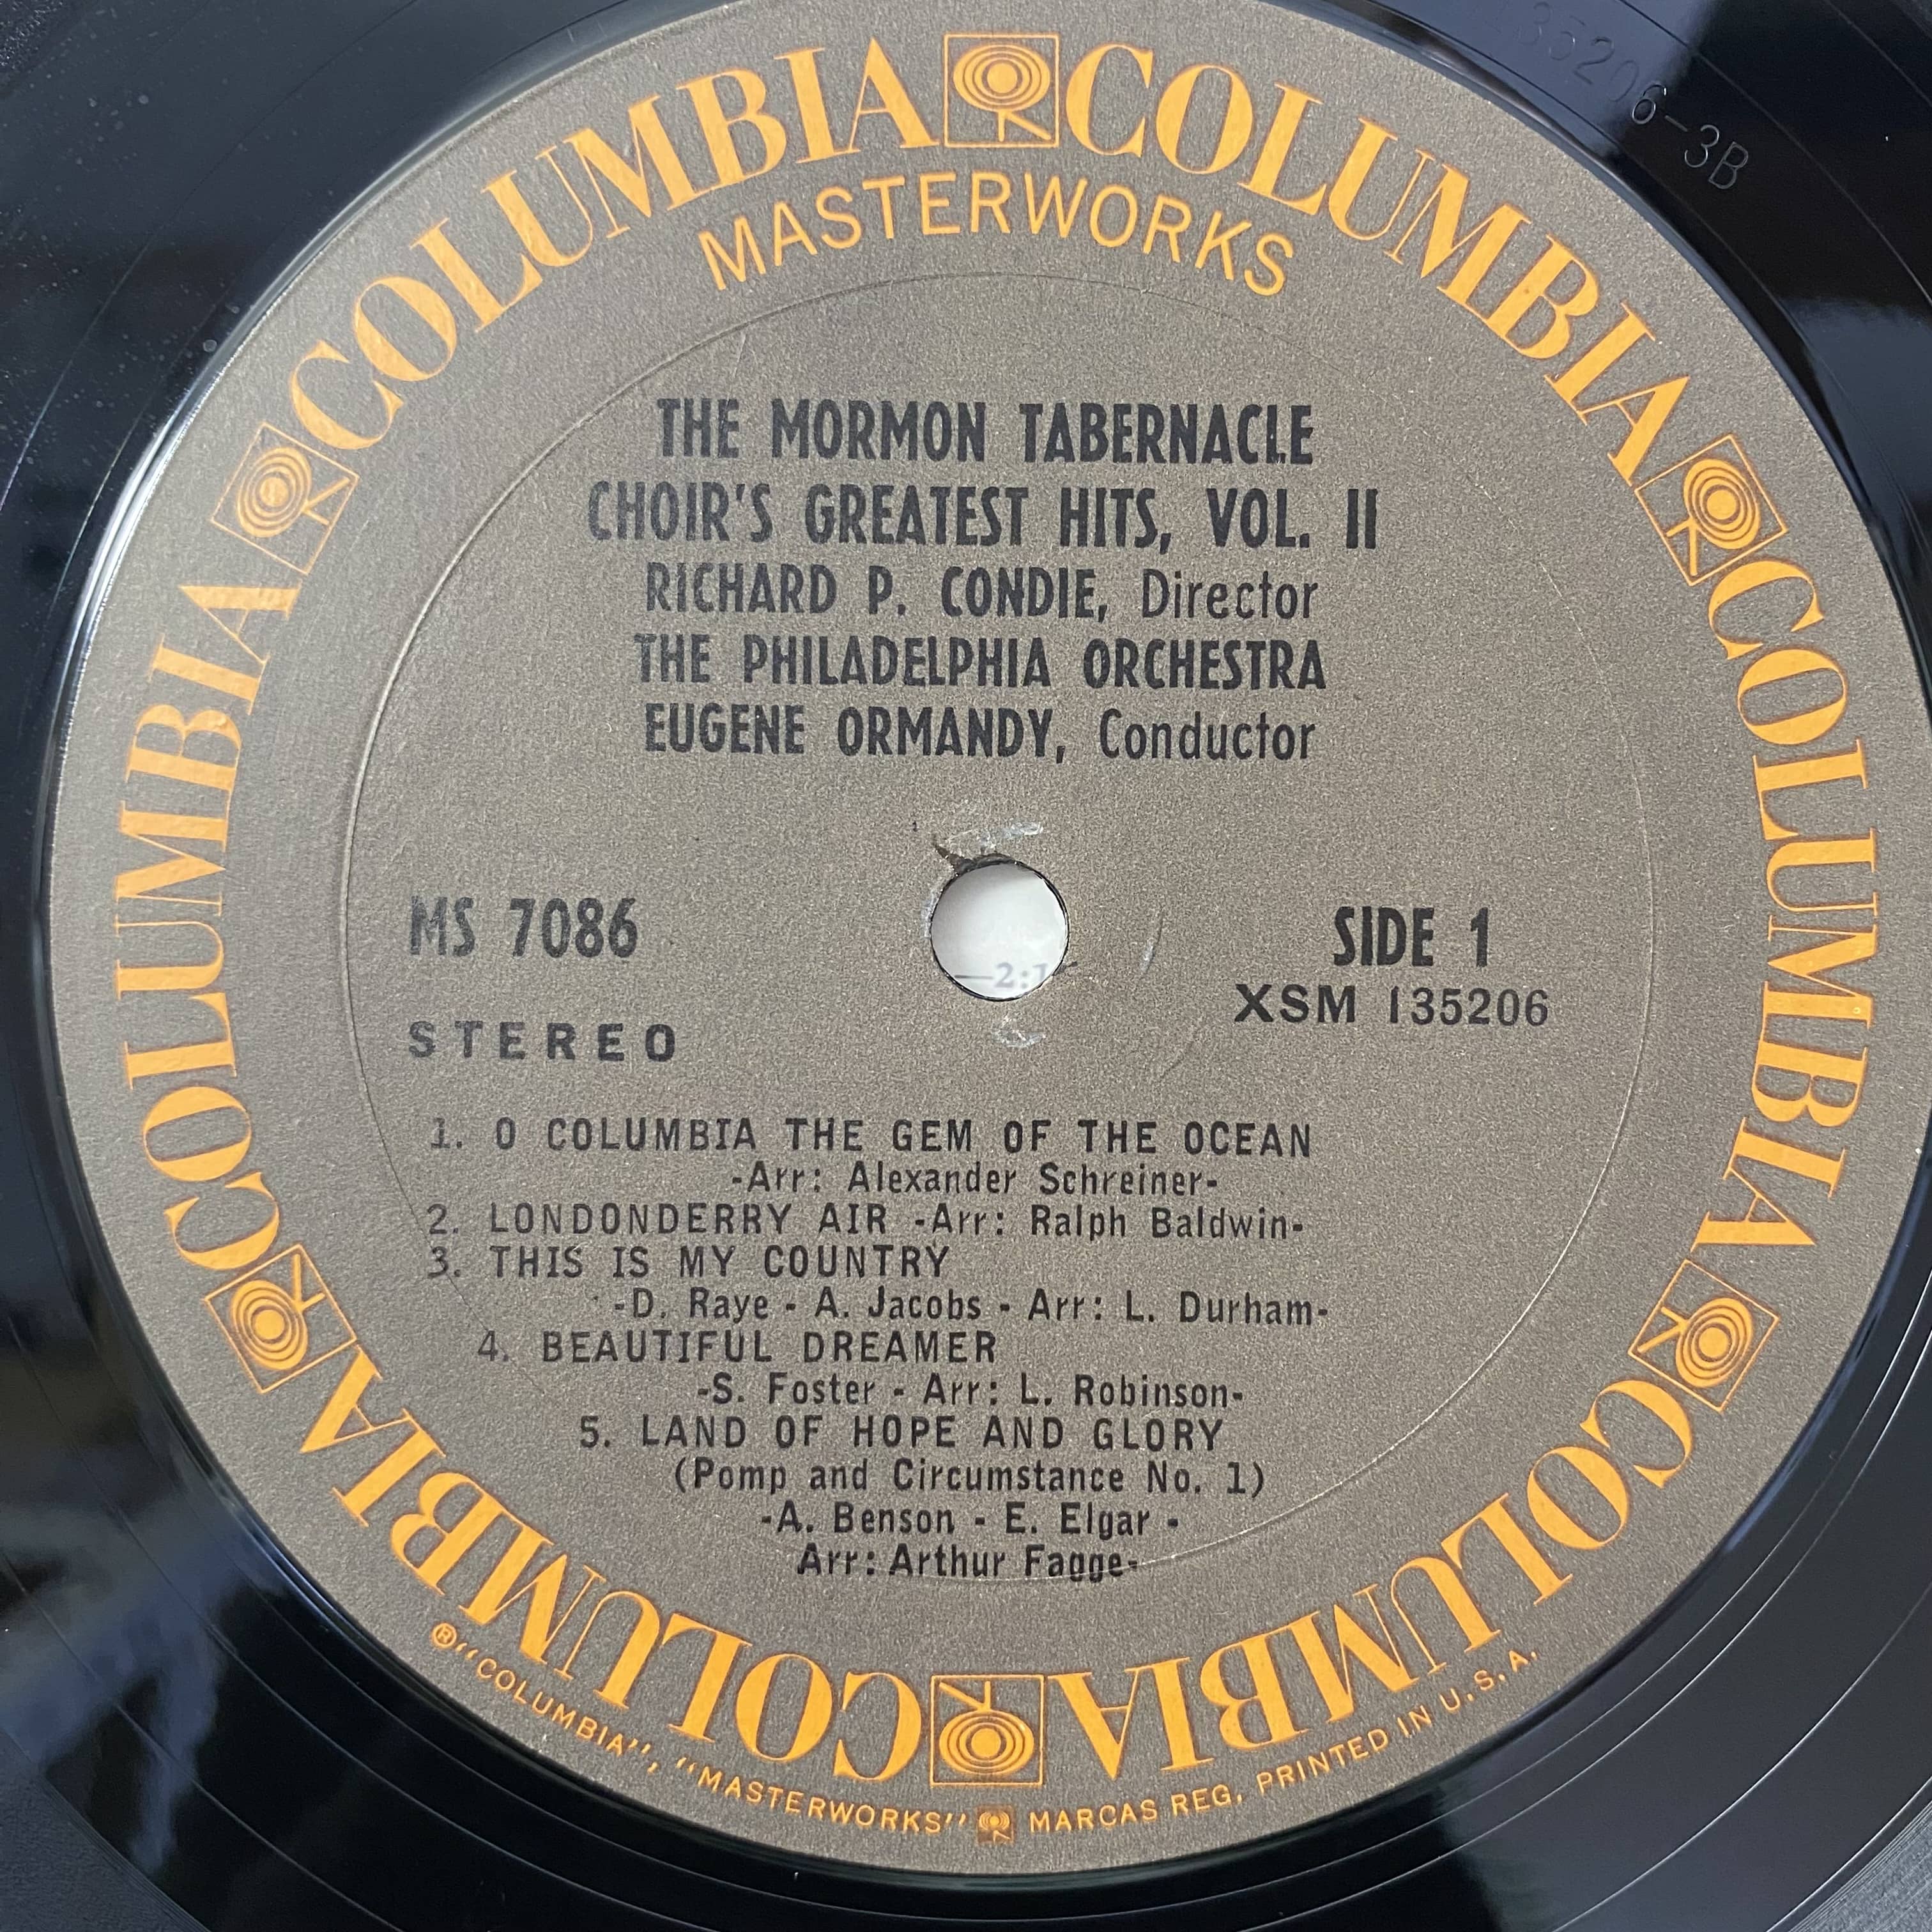 COLUMBIA COLUMBIA COLUMBIA COLUMBIA COLUMBIA COLUMBIA
MASTERWORKS
THE MORMON TABERNACLE
CHOIR'S GREATEST HITS, VOL. II
RICHARD P. CONDIE, Director
THE PHILADELPHIA ORCHESTRA
EUGENE ORMANDY, Conductor
MS 7086
STEREO
SIDE 1
XSM 135206
1. O COLUMBIA THE GEM OF THE OCEAN
-Arr: Alexander Schreiner-
2. LONDONDERRY AIR -Arr: Ralph Baldwin-
3. THIS IS MY COUNTRY
-D. Raye - A. Jacobs - Arr: L. Durham-
4. BEAUTIFUL DREAMER
-S. Foster - Arr: L. Robinson-
5. LAND OF HOPE AND GLORY
(Pomp and Circumstance No. 1)
-A. Benson - E. Elgar -
Arr: Arthur Fagge-
® "COLUMBIA", "MASTERWORKS" MARCAS REG. PRINTED IN U.S.A.
135206-3B